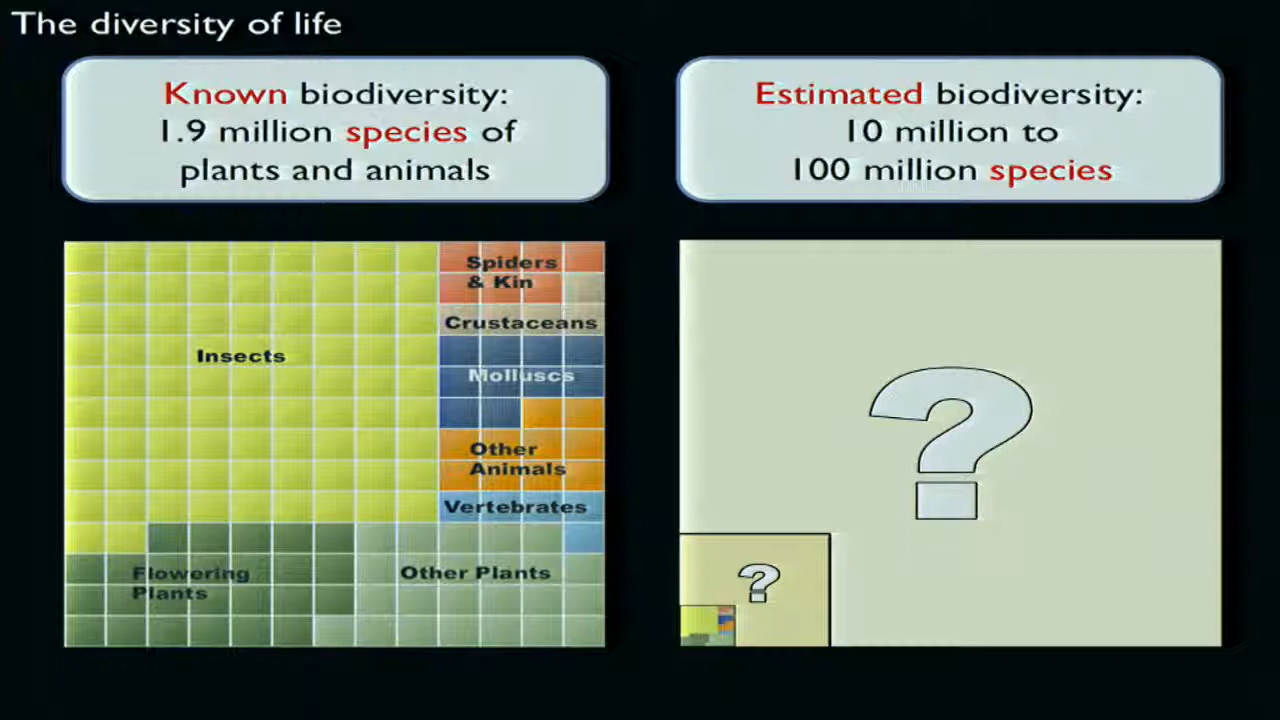 The diversity of life
Known biodiversity:
1.9 million species of
plants and animals
Estimated biodiversity:
10 million to
100 million species
Spiders
& Kin
Crustaceans
Insects
Molluscs
Other
Animals
Vertebrates
Flowering
Plants
Other Plants
?
?